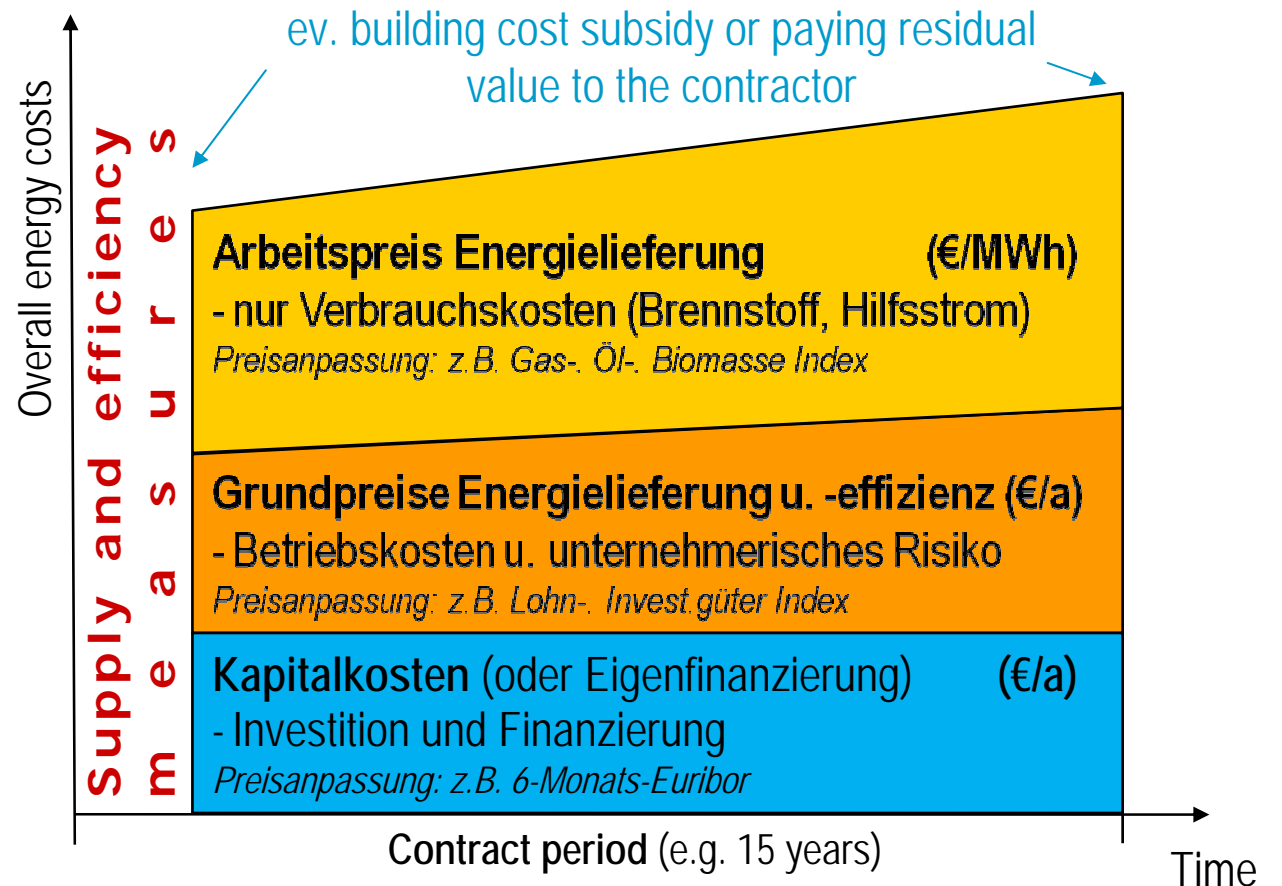 ev. building cost subsidy or paying residual
value to the contractor
Overall energy costs
Supply and efficiency
measures
Arbeitspreis Energielieferung (€/MWh)
- nur Verbrauchskosten (Brennstoff, Hilfsstrom)
Preisanpassung: z.B. Gas-. Öl-. Biomasse Index
Grundpreise Energielieferung u. -effizienz (€/a)
- Betriebskosten u. unternehmerisches Risiko
Preisanpassung: z.B. Lohn-. Invest.güter Index
Kapitalkosten (oder Eigenfinanzierung) (€/a)
- Investition und Finanzierung
Preisanpassung: z.B. 6-Monats-Euribor
Contract period (e.g. 15 years)
Time